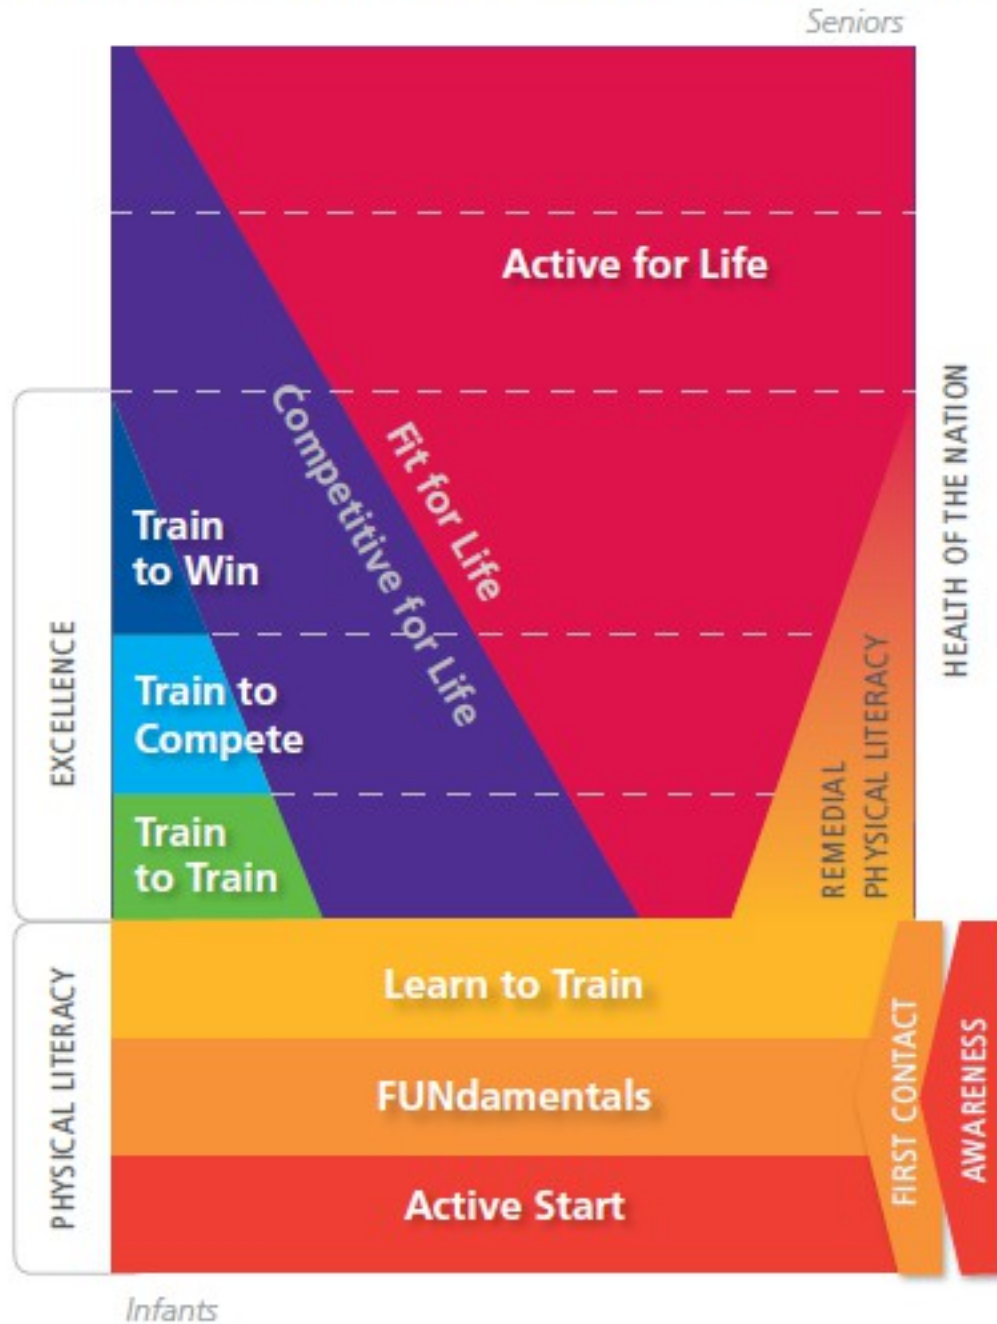 Seniors
Active for Life
Fit for Life
Competitive for Life
HEALTH OF THE NATION
EXCELLENCE
Train
to Win
Train to
Compete
Train
to Train
REMEDIAL
PHYSICAL LITERACY
PHYSICAL LITERACY
Learn to Train
FUNdamentals
Active Start
FIRST CONTACT
AWARENESS
Infants